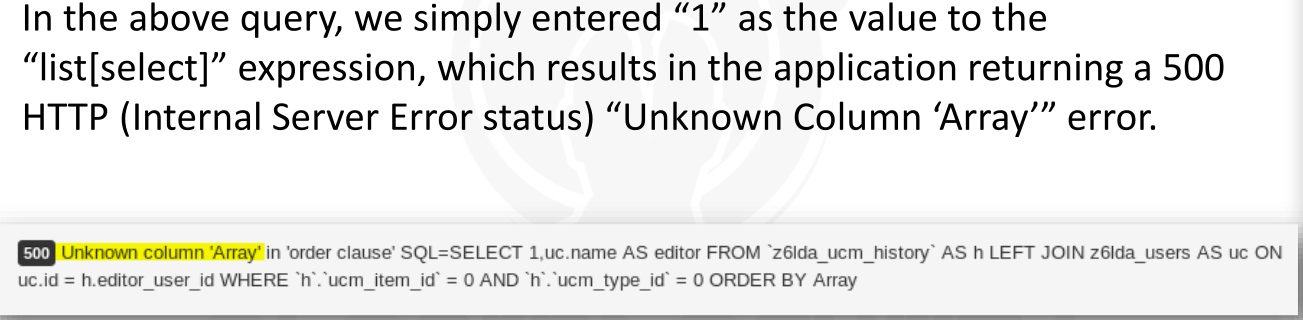 In the above query, we simply entered “1” as the value to the
“list[select]” expression, which results in the application returning a 500
HTTP (Internal Server Error status) “Unknown Column ‘Array’” error.
500 Unknown column 'Array' in 'order clause' SQL=SELECT 1,uc.name AS editor FROM `z6lda_ucm_history` AS h LEFT JOIN z6lda_users AS uc ON
uc.id = h.editor_user_id WHERE `h`.`ucm_item_id` = 0 AND `h`.`ucm_type_id` = 0 ORDER BY Array